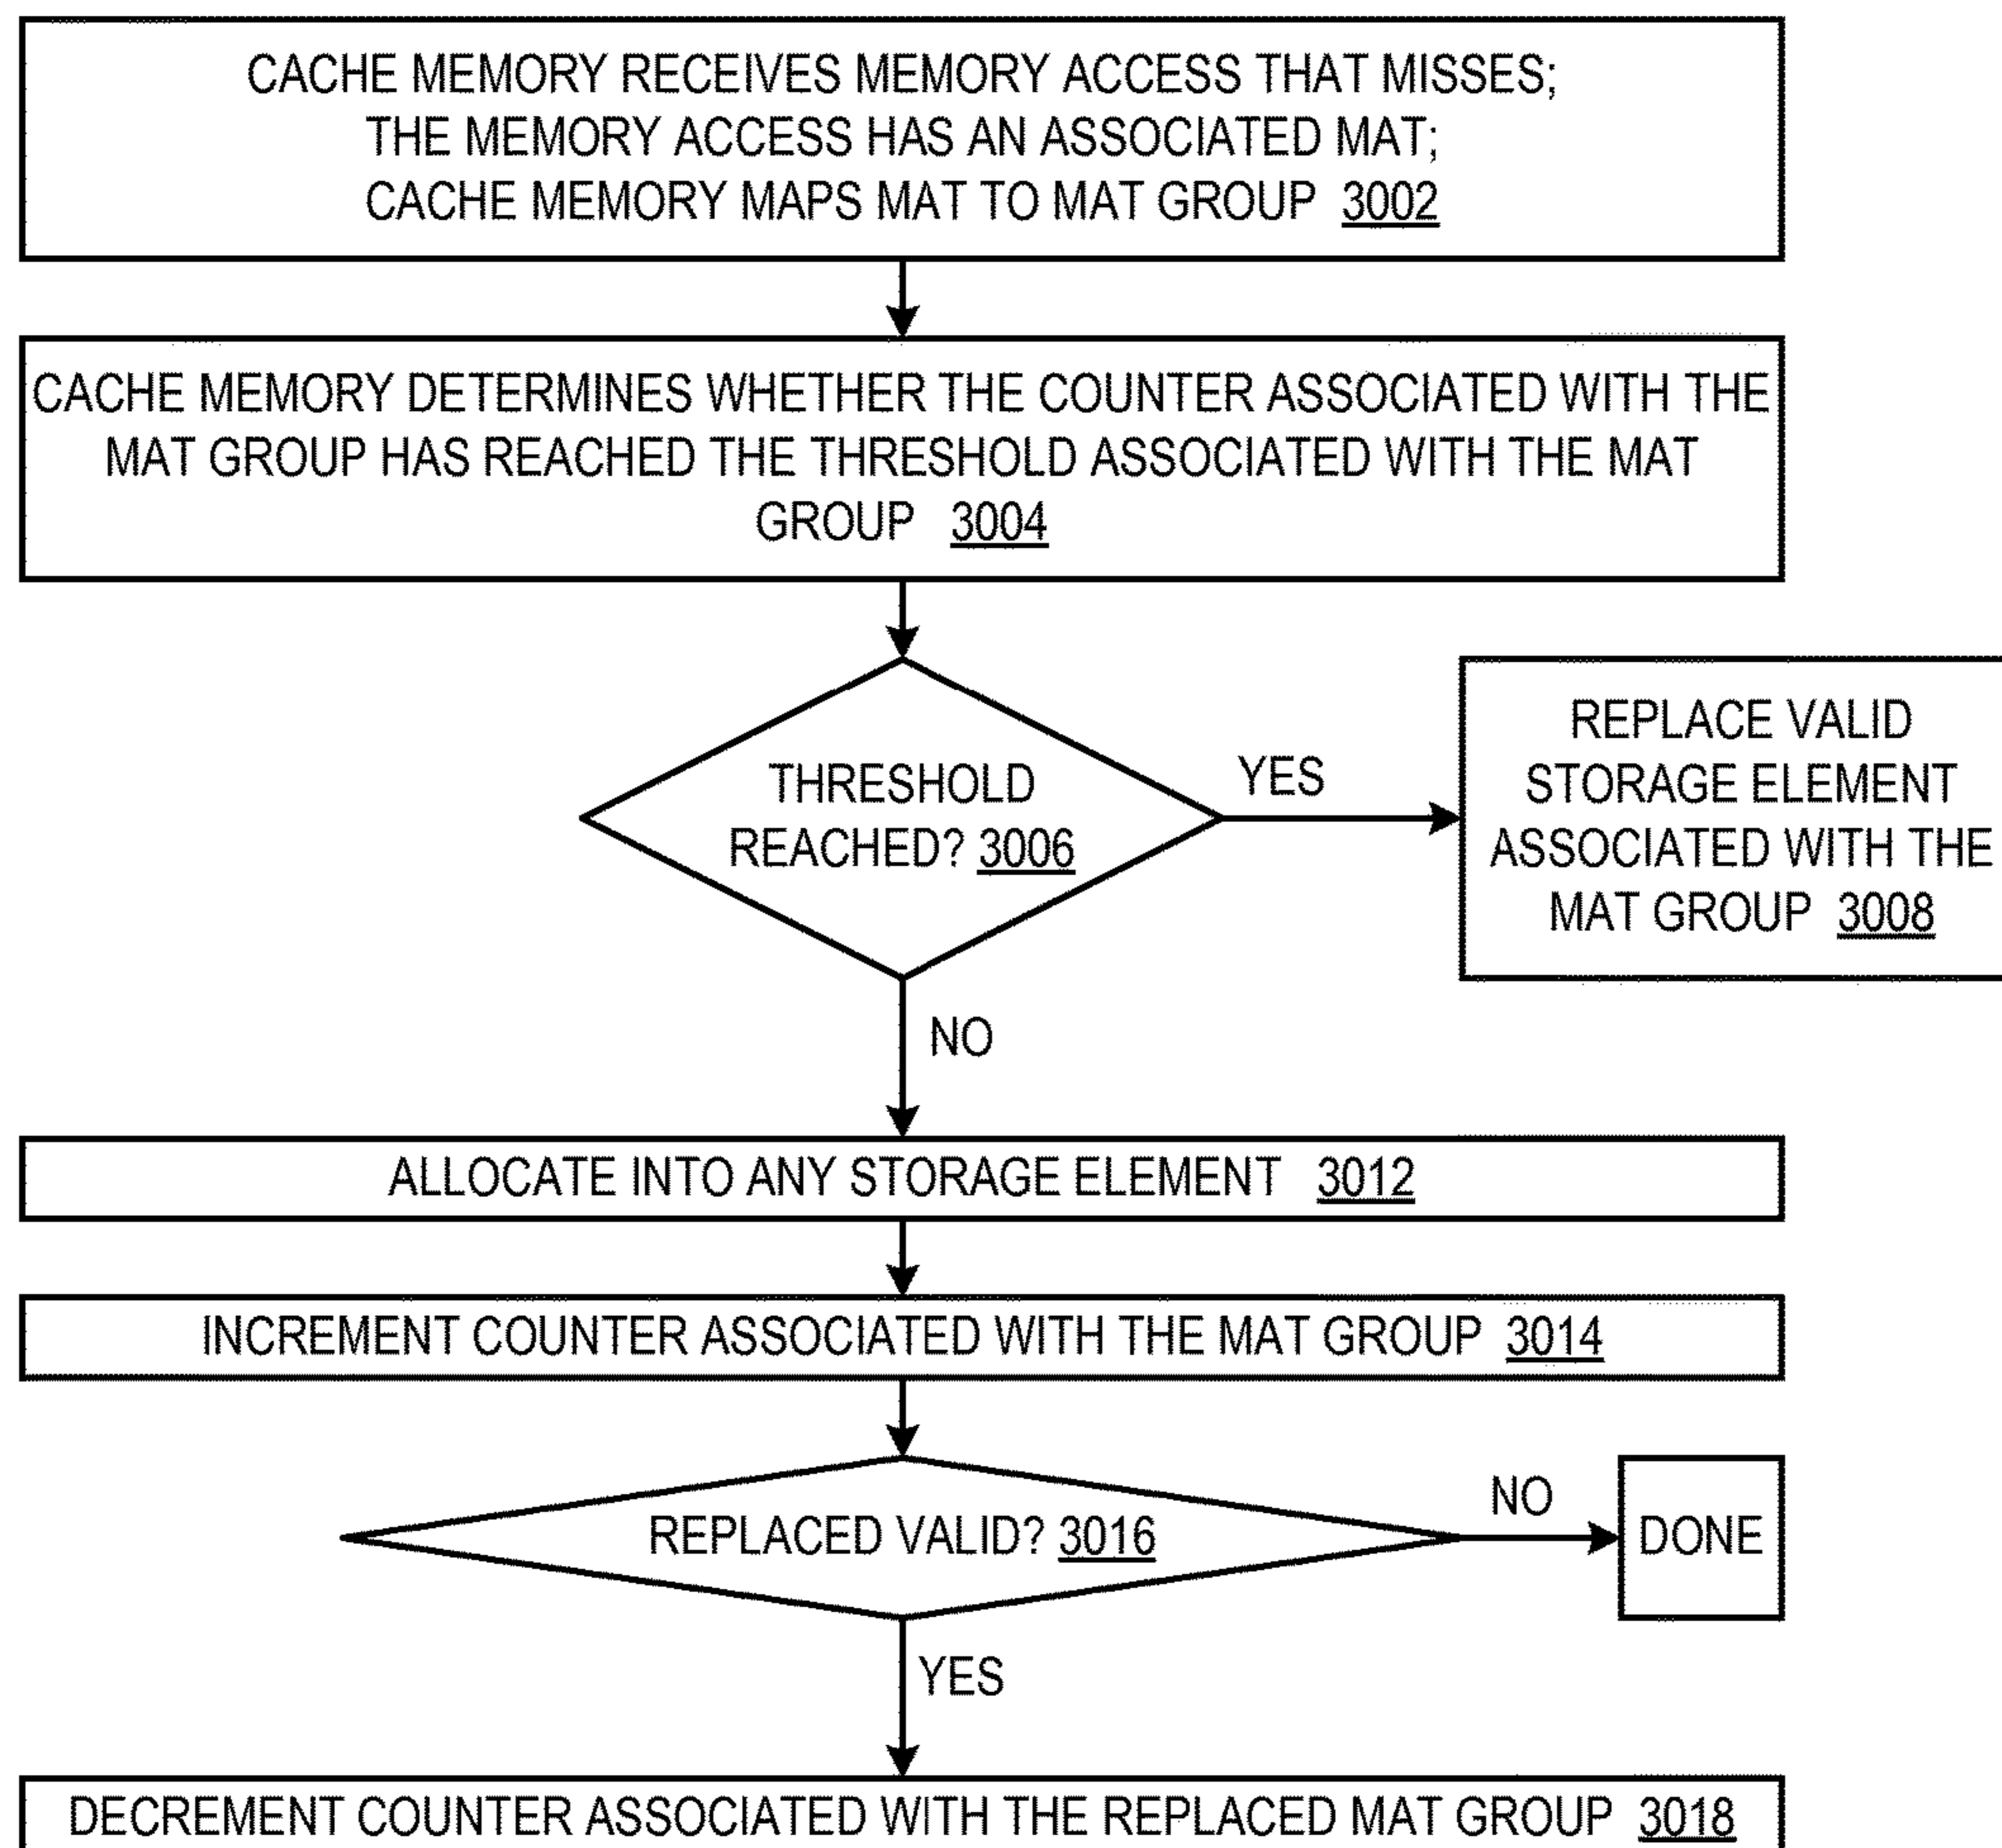 CACHE MEMORY RECEIVES MEMORY ACCESS THAT MISSES;
THE MEMORY ACCESS HAS AN ASSOCIATED MAT;
CACHE MEMORY MAPS MAT TO MAT GROUP 3002
CACHE MEMORY DETERMINES WHETHER THE COUNTER ASSOCIATED WITH THE
MAT GROUP HAS REACHED THE THRESHOLD ASSOCIATED WITH THE MAT
GROUP 3004
THRESHOLD
REACHED? 3006
YES
REPLACE VALID
STORAGE ELEMENT
ASSOCIATED WITH THE
MAT GROUP 3008
NO
ALLOCATE INTO ANY STORAGE ELEMENT 3012
INCREMENT COUNTER ASSOCIATED WITH THE MAT GROUP 3014
REPLACED VALID? 3016
NO
DONE
YES
DECREMENT COUNTER ASSOCIATED WITH THE REPLACED MAT GROUP 3018